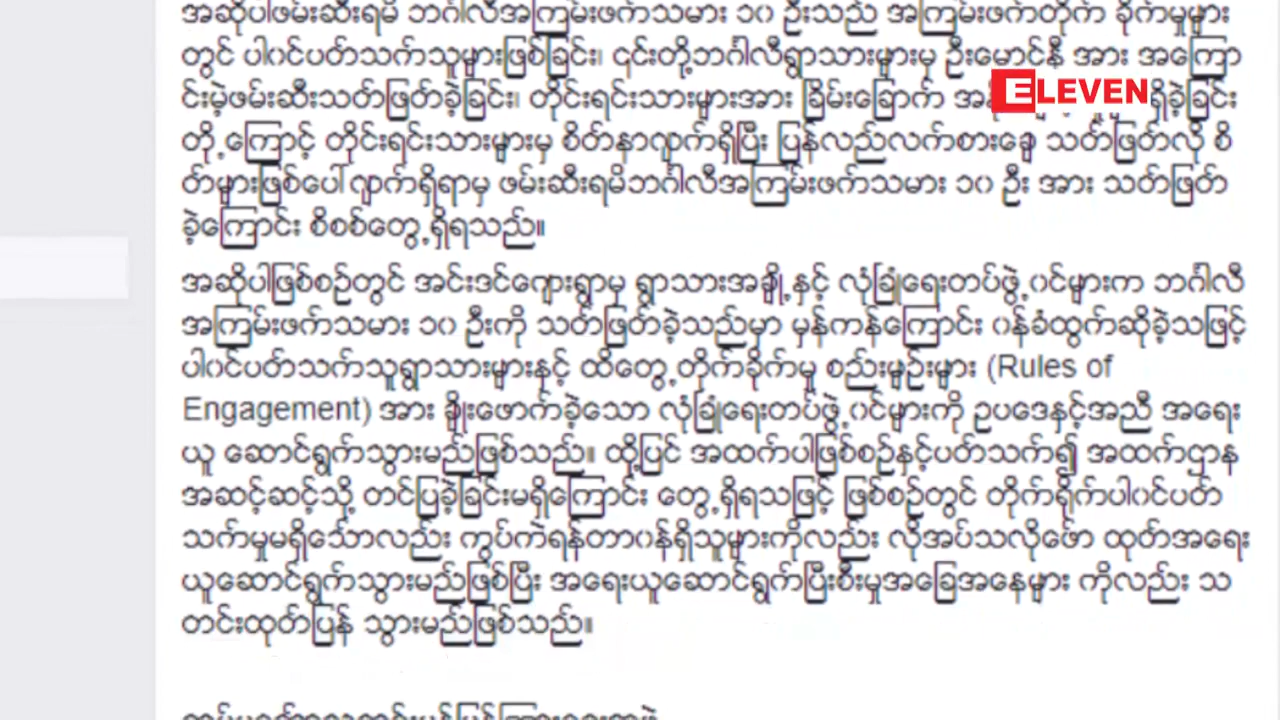 အဆိုပါဖမ်းဆီးရမိ ဘင်္ဂါလီအကြမ်းဖက်သမား ၁၀ ဦးသည် အကြမ်းဖက်တိုက် ခိုက်မှုများ
တွင် ပါဝင်ပတ်သက်သူများဖြစ်ခြင်း၊ ၎င်းတို့ဘင်္ဂါလီရွာသားများမှ ဦးမောင်နီ အား အကြော
င်းမဲ့ဖမ်းဆီးသတ်ဖြတ်ခဲ့ခြင်း၊ တိုင်းရင်းသားများအား ခြိမ်းခြောက် ရှိခဲ့ခြင်း
ELEVEN
တို့ကြောင့် တိုင်းရင်းသားများမှ စိတ်နာကျက်ရှိပြီး ပြန်လည်လက်စားချေ သတ်ဖြတ်လို စိ
တ်များဖြစ်ပေါ်လျက်ရှိရာမှ ဖမ်းဆီးရမိဘင်္ဂါလီအကြမ်းဖက်သမား ၁၀ ဦး အား သတ်ဖြတ်
ခဲ့ကြောင်း စိစစ်တွေ့ရှိရသည်။
အဆိုပါဖြစ်စဉ်တွင် အင်းဒင်ကျေးရွာမှ ရွာသားအချို့နှင့် လုံခြုံရေးတပ်ဖွဲ့ဝင်များက ဘင်္ဂါလီ
အကြမ်းဖက်သမား ၁၀ ဦးကို သတ်ဖြတ်ခဲ့သည်မှာ မှန်ကန်ကြောင်း ဝန်ခံထွက်ဆိုခဲ့သဖြင့်
ပါဝင်ပတ်သက်သူရွာသားများနှင့် ထိတွေ့တိုက်ခိုက်မှု စည်းမျဉ်းများ (Rules of
Engagement) အား ချိုးဖောက်ခဲ့သော လုံခြုံရေးတပ်ဖွဲ့ဝင်များကို ဥပဒေနှင့်အညီ အရေး
ယူ ဆောင်ရွက်သွားမည်ဖြစ်သည်။ ထို့ပြင် အထက်ပါဖြစ်စဉ်နှင့်ပတ်သက်၍ အထက်ဌာန
အဆင့်ဆင့်သို့ တင်ပြခဲ့ခြင်းမရှိကြောင်း တွေ့ရှိရသဖြင့် ဖြစ်စဉ်တွင် တိုက်ရိုက်ပါဝင်ပတ်
သက်မှုမရှိသော်လည်း ကွပ်ကဲရန်တာဝန်ရှိသူများကိုလည်း လိုအပ်သလိုဖော် ထုတ်အရေး
ယူဆောင်ရွက်သွားမည်ဖြစ်ပြီး အရေးယူဆောင်ရွက်ပြီးစီးမှုအခြေအနေများ ကိုလည်း သ
တင်းထုတ်ပြန် သွားမည်ဖြစ်သည်။